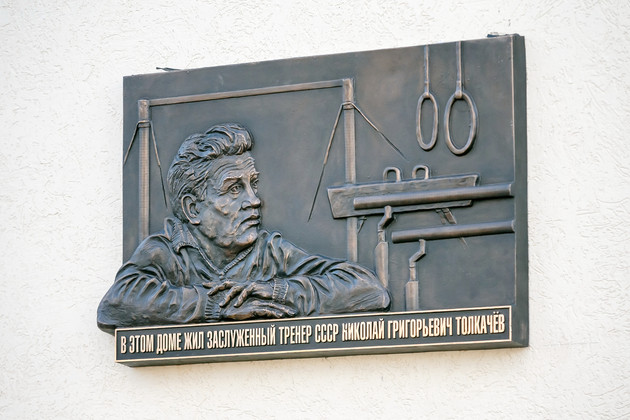 В ЭТОМ ДОМЕ ЖИЛ ЗАСЛУЖЕННЫЙ ТРЕНЕР СССР НИКОЛАЙ ГРИГОРЬЕВИЧ ТОЛКАЧЁВ